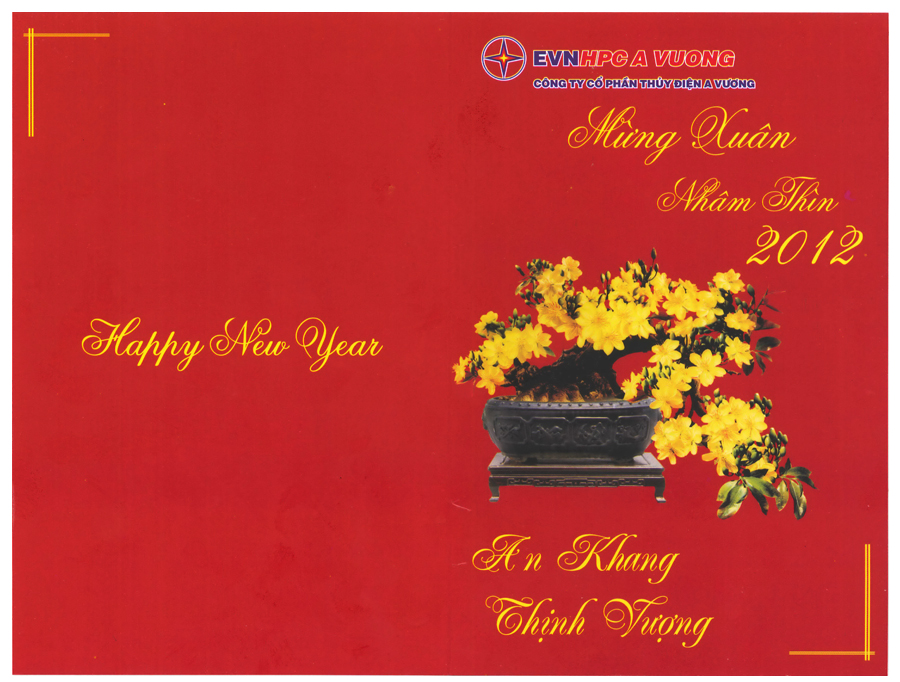 Happy New Year
EVNHPC A VUONG
CÔNG TY CỔ PHẦN THỦY ĐIỆN A VƯƠNG
Mừng Xuân
Nhâm Thìn
2012
An Khang
Thịnh Vượng